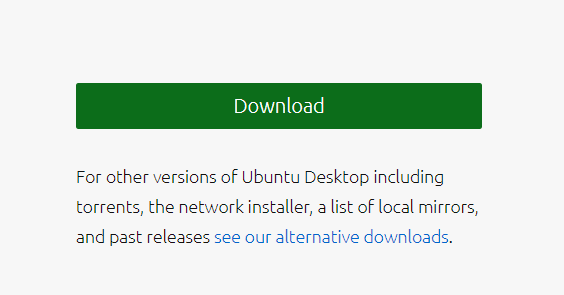 Download
For other versions of Ubuntu Desktop including
torrents, the network installer, a list of local mirrors,
and past releases see our alternative downloads.